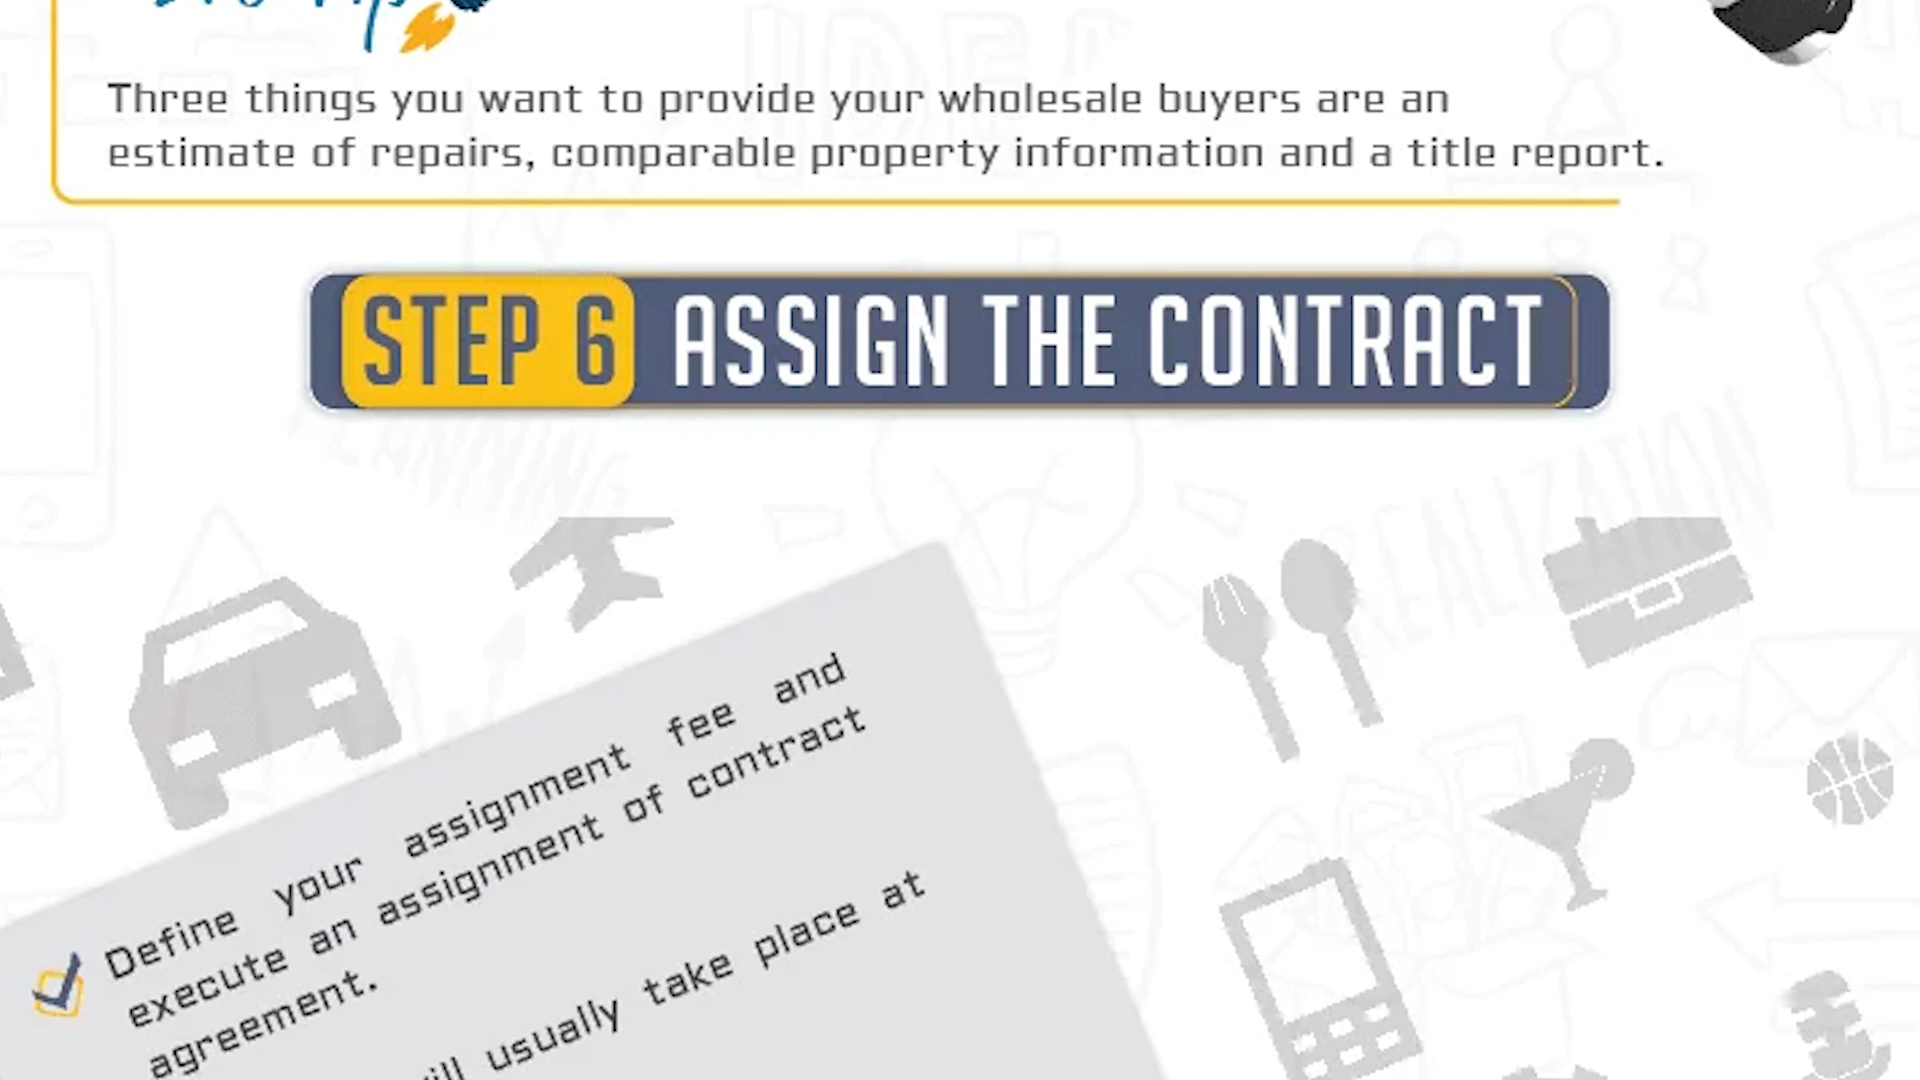 Three things you want to provide your wholesale buyers are an
estimate of repairs, comparable property information and a title report.
STEP 6 ASSIGN THE CONTRACT
Define your assignment fee and
execute an assignment of contract
agreement.
usually take place at